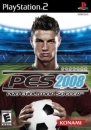 PlayStation 2
PES 2008
PRO EVOLUTION SOCCER
KONAMI